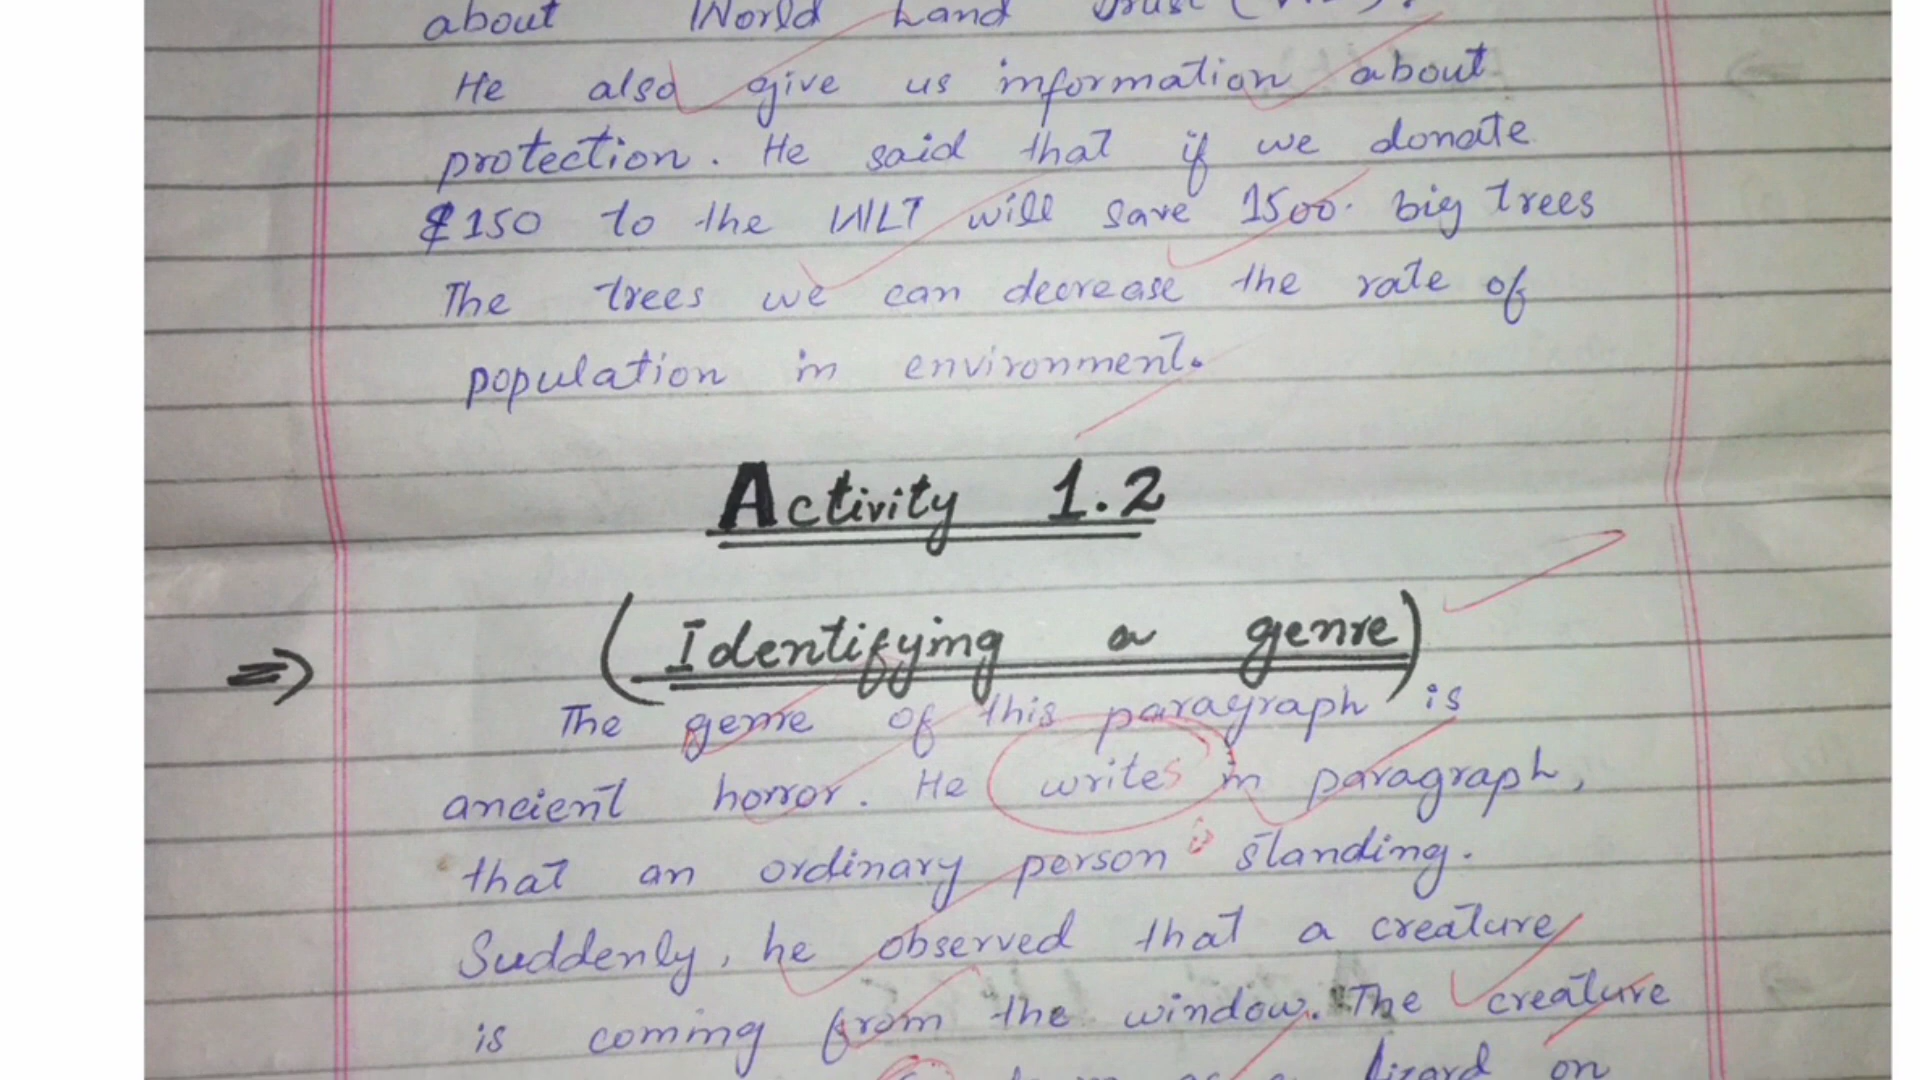 about World Land Trust
He also give us information about
protection. He said that if we donate
$150 to the WLT will save 1500. big trees
The trees we can decrease the rate of
population in environment.
Activity 1.2
(Identifying a genre)
The genre of this paragraph is
ancient horror. He writes in paragraph,
that an ordinary person is standing.
Suddenly, he observed that a creature
is coming from the window. The creature
as a lizard on